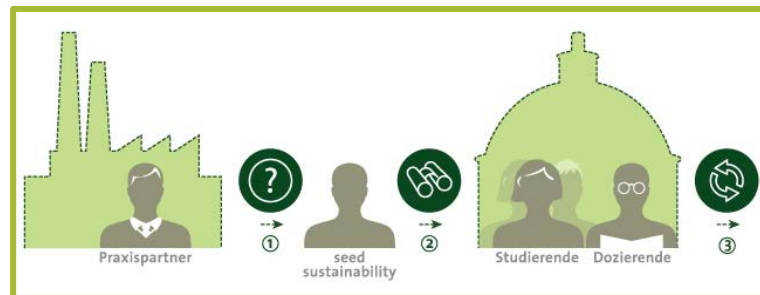 ?
Praxispartner
①
seed
sustainability
②
Studierende
Dozierende
③